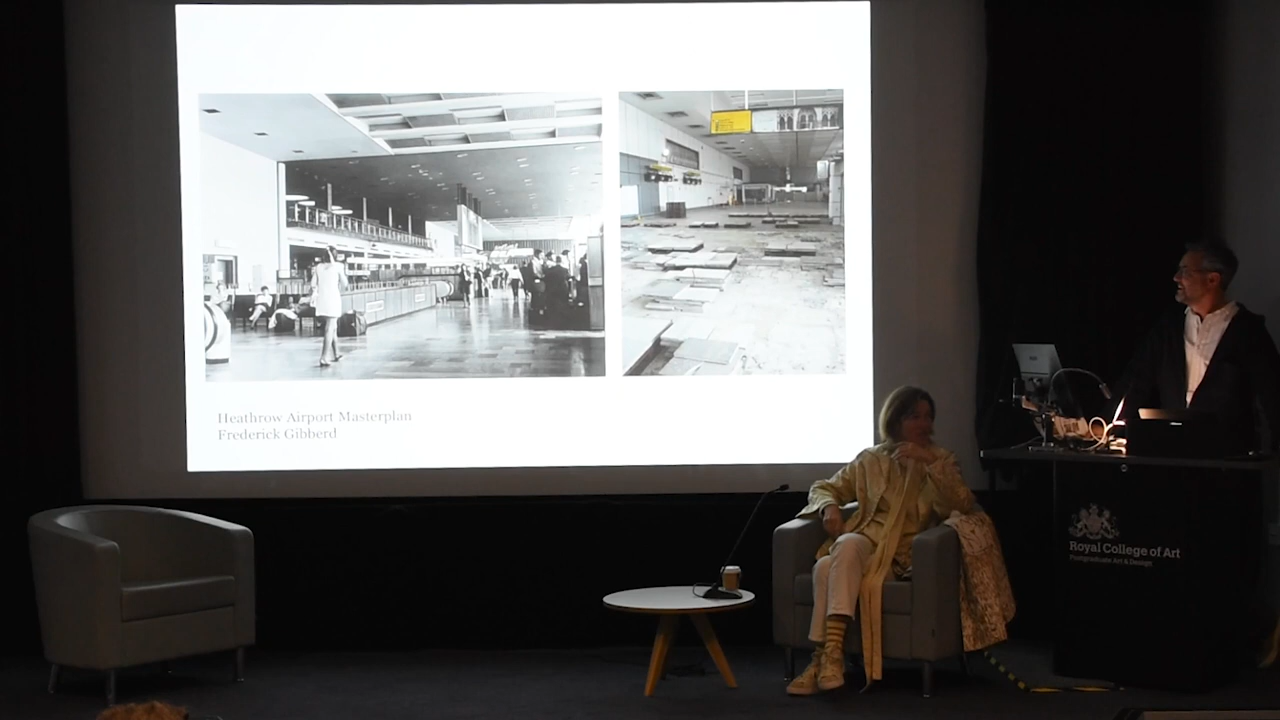 Heathrow Airport Masterplan
Frederick Gibberd
Royal College of Art
Postgraduate Art & Design